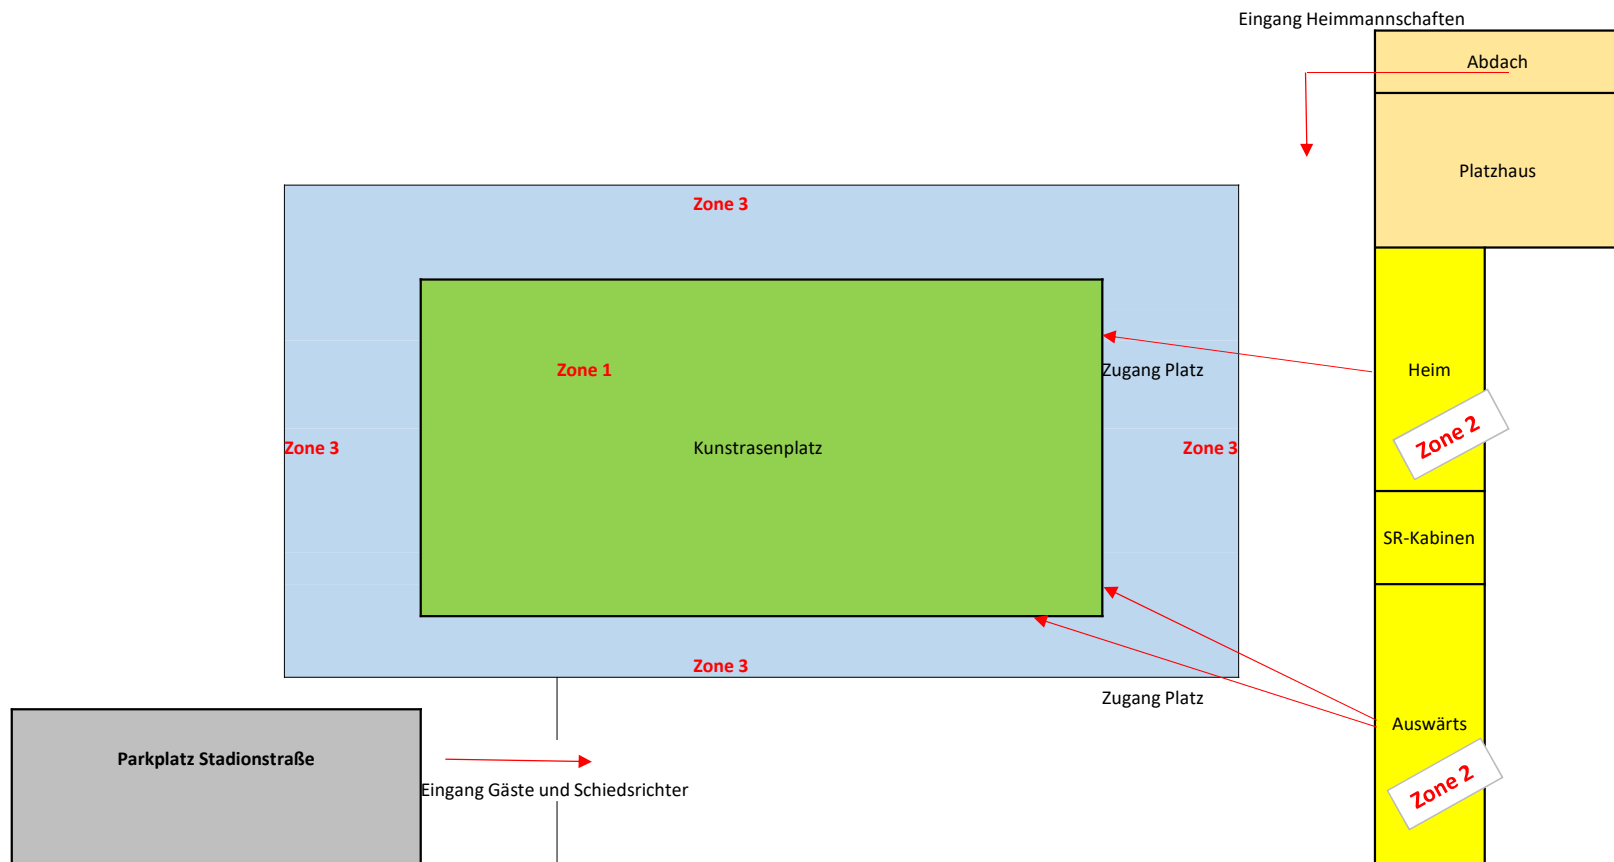 Eingang Heimmannschaften
Abdach
Platzhaus
Zone 3
Zone 1
Zugang Platz
Heim
Zone 2
Zone 3
Kunstrasenplatz
Zone 3
SR-Kabinen
Zone 3
Zugang Platz
Auswärts
Parkplatz Stadionstraße
Zone 2
Eingang Gäste und Schiedsrichter